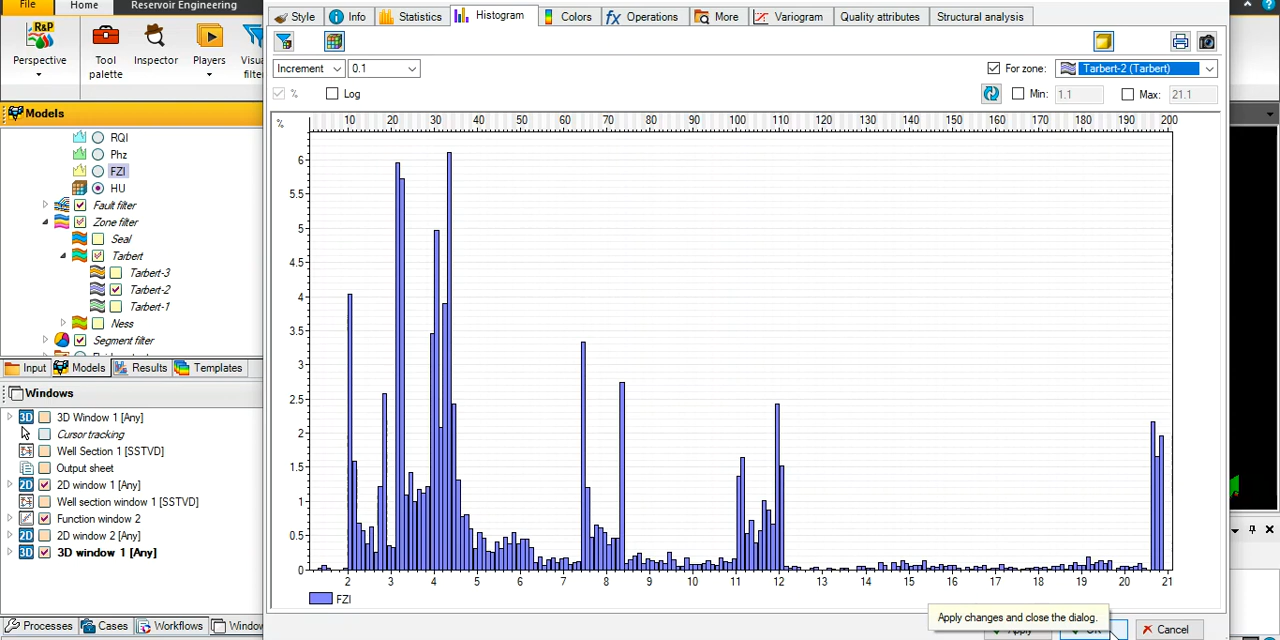 File Home Reservoir Engineering
Style Info Statistics Histogram Colors Operations More Variogram Quality attributes Structural analysis
R&P
Perspective Tool palette Inspector Players
Increment 0.1 For zone: Tarbert-2 (Tarbert)
% Log Min: 1.1 Max: 21.1
Models
RQI
Phz
FZI
HU
Fault filter
Zone filter
Seal
Tarbert
Tarbert-3
Tarbert-2
Tarbert-1
Ness
Segment filter
Input Models Results Templates
Windows
3D 3D Window 1 [Any]
Cursor tracking
Well Section 1 [SSTVD]
Output sheet
2D 2D window 1 [Any]
Well section window 1 [SSTVD]
Function window 2
2D 2D window 2 [Any]
3D 3D window 1 [Any]
Processes Cases Workflows
% 10 20 30 40 50 60 70 80 90 100 110 120 130 140 150 160 170 180 190 200
6
5.5
5
4.5
4
3.5
3
2.5
2
1.5
1
0.5
0
2 3 4 5 6 7 8 9 10 11 12 13 14 15 16 17 18 19 20 21
FZI
Apply changes and close the dialog.
Apply OK Cancel